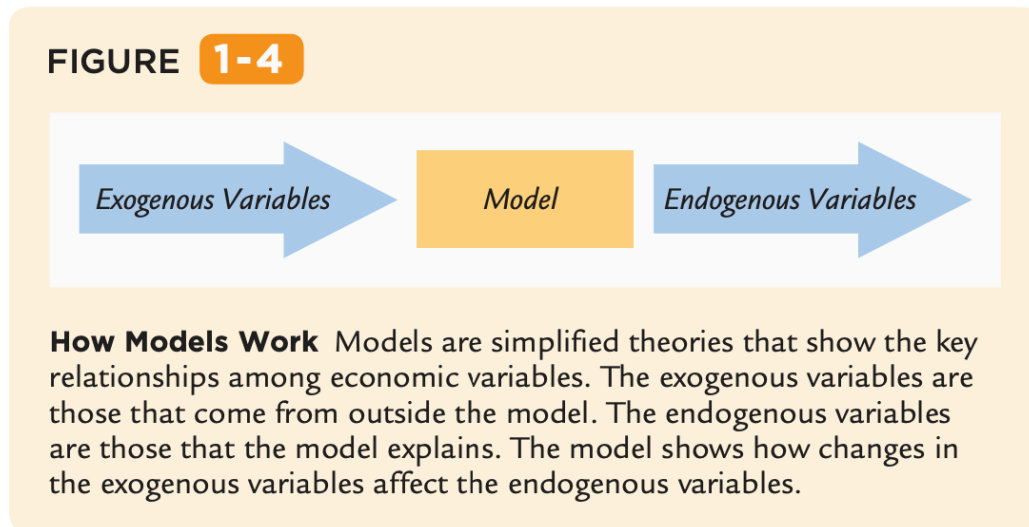 FIGURE 1-4
Exogenous Variables Model Endogenous Variables
How Models Work Models are simplified theories that show the key
relationships among economic variables. The exogenous variables are
those that come from outside the model. The endogenous variables
are those that the model explains. The model shows how changes in
the exogenous variables affect the endogenous variables.